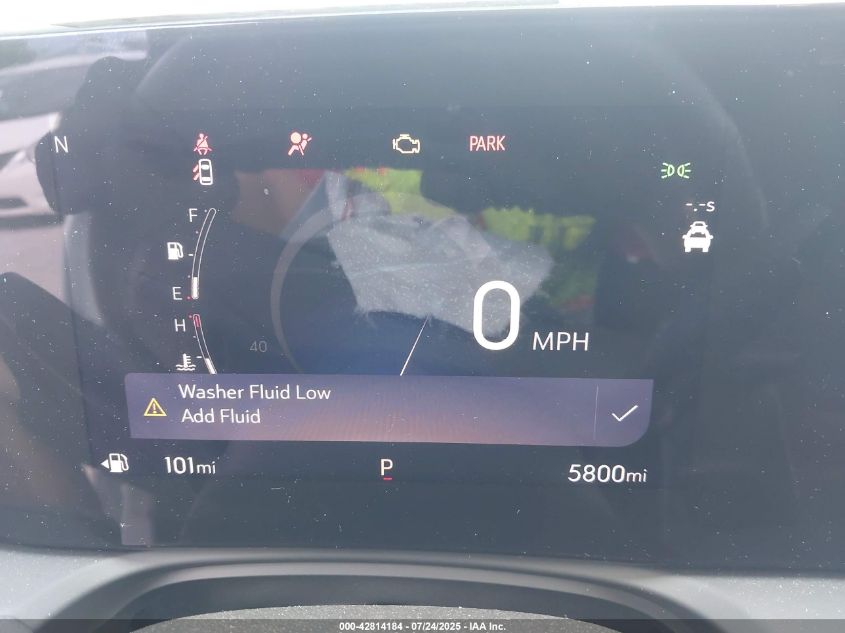 N
PARK
-.-s
F
E
H
40
0 MPH
Washer Fluid Low
Add Fluid
101mi
P
5800mi
000-42814184 - 07/24/2025 - IAA Inc.